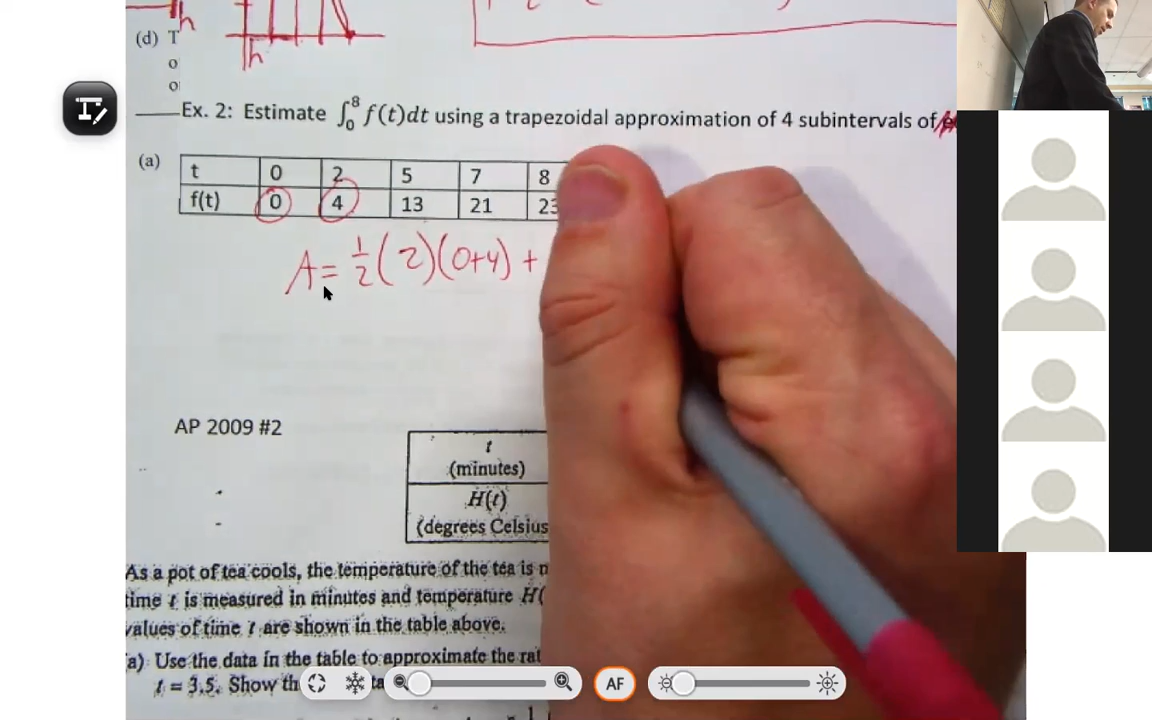 h
h
(d) T
o
o
Ex. 2: Estimate ∫₀⁸ f(t)dt using a trapezoidal approximation of 4 subintervals of
(a)
t 0 2 5 7 8
f(t) 0 4 13 21 23
A = 1/2 (2)(0+4) +
AP 2009 #2
t
(minutes)
H(t)
(degrees Celsius
As a pot of tea cools, the temperature of the tea is
time t is measured in minutes and temperature H(
values of time t are shown in the table above.
a) Use the data in the table to approximate the
t = 3.5. Show
AF